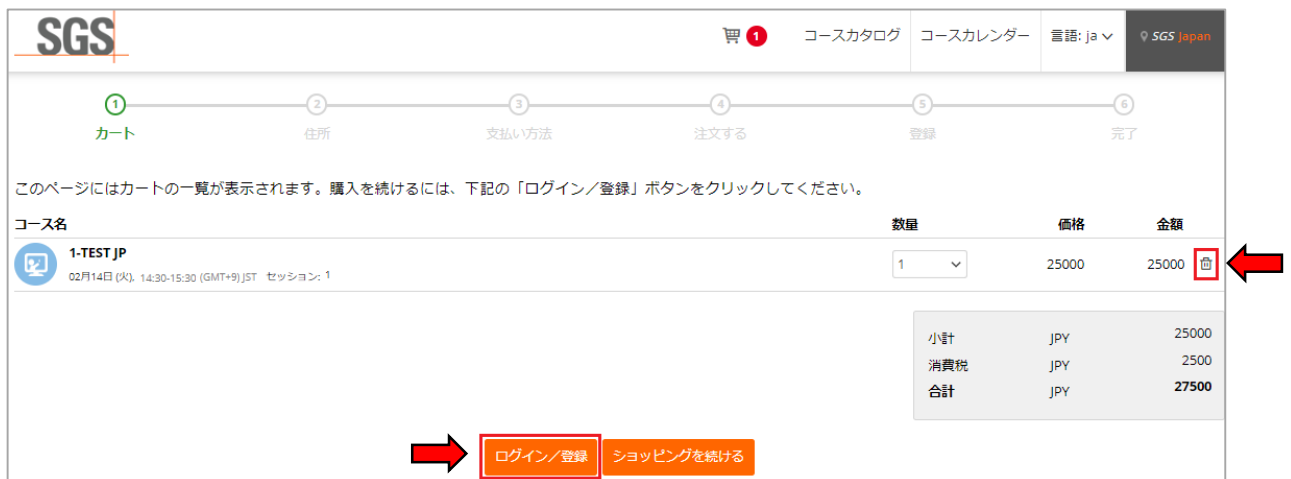 SGS
1 コースカタログ コースカレンダー 言語: ja SGS Japan
1 2 3 4 5 6
カート 住所 支払い方法 注文する 登録 完了
このページにはカートの一覧が表示されます。購入を続けるには、下記の「ログイン／登録」ボタンをクリックしてください。
コース名 数量 価格 金額
1-TEST JP
02月14日 (火), 14:30-15:30 (GMT+9) JST セッション: 1
1 25000 25000
小計 JPY 25000
消費税 JPY 2500
合計 JPY 27500
ログイン／登録 ショッピングを続ける